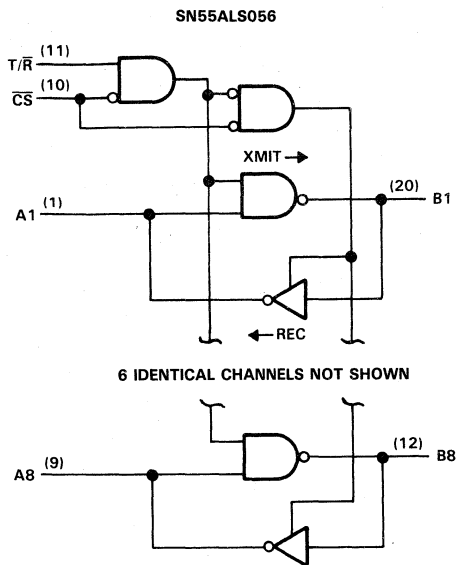 SN55ALS056
T/R̅ (11)
C̅S̅ (10)
XMIT →
A1 (1)
(20) B1
← REC
6 IDENTICAL CHANNELS NOT SHOWN
A8 (9)
(12) B8